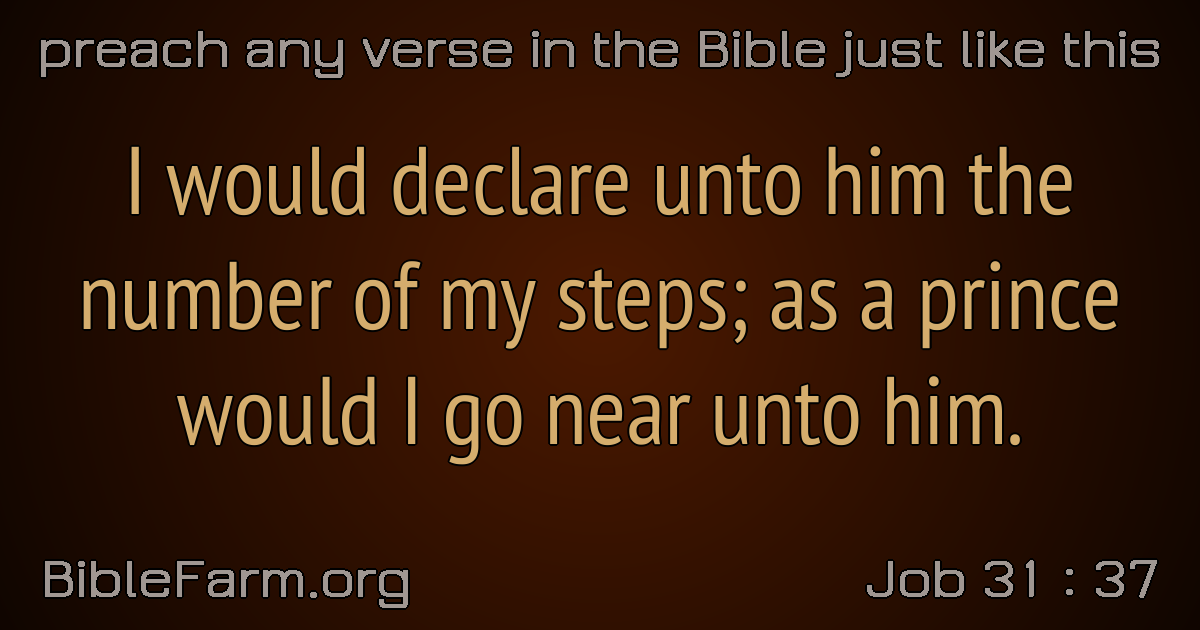 preach any verse in the Bible just like this
I would declare unto him the
number of my steps; as a prince
would I go near unto him.
BibleFarm.org
Job 31 : 37